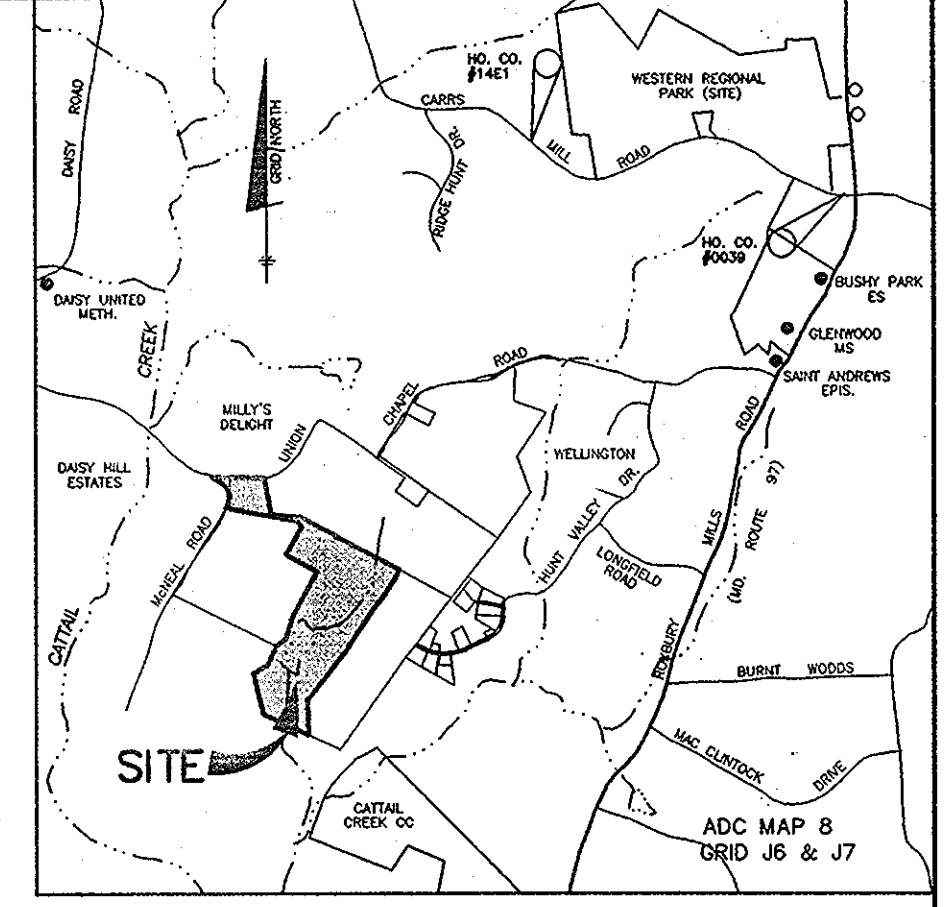 HO. CO.
#14E1
WESTERN REGIONAL
PARK (SITE)
CARRS
MILL
ROAD
DAISY ROAD
GRID NORTH
RIDGE HUNT DR.
HO. CO.
#0039
BUSHY PARK
ES
DAISY UNITED
METH.
GLENWOOD
MS
CREEK
ROAD
SAINT ANDREWS
EPIS.
CHAPEL
MILLY'S
DELIGHT
UNION
ROAD
WELLINGTON
DAISY HILL
ESTATES
DR.
97)
VALLEY
MILLS
ROUTE
McNEAL ROAD
HUNT
LONGFIELD
ROAD
(MD.
CATTAIL
ROXBURY
BURNT WOODS
MAC CLINTOCK
DRIVE
SITE
CATTAIL
CREEK CC
ADC MAP 8
GRID J6 & J7